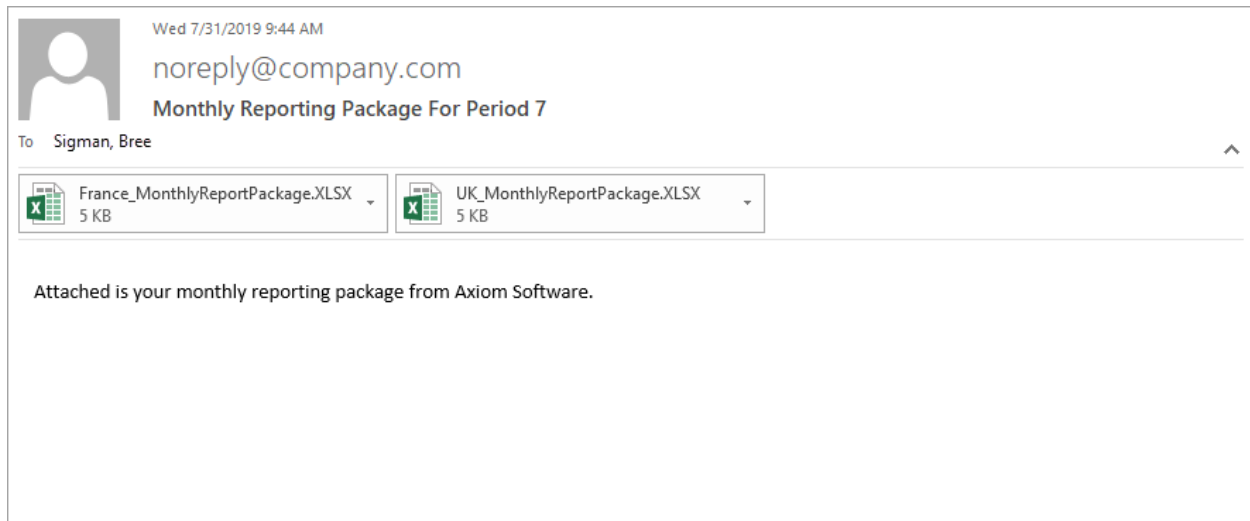 Wed 7/31/2019 9:44 AM
noreply@company.com
Monthly Reporting Package For Period 7
To Sigman, Bree
France_MonthlyReportPackage.XLSX
5 KB
UK_MonthlyReportPackage.XLSX
5 KB
Attached is your monthly reporting package from Axiom Software.